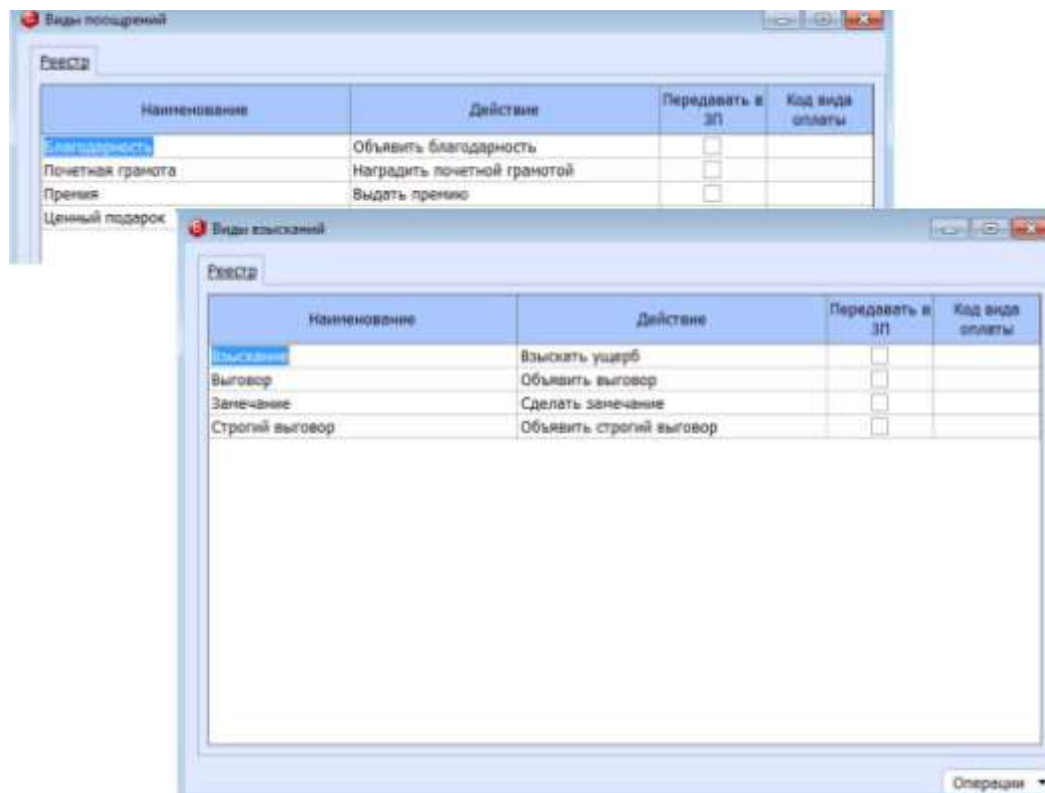 Виды поощрений
Реестр
Наименование Действие Передавать в ЗП Код вида оплаты
Благодарность Объявить благодарность
Почетная грамота Наградить почетной грамотой
Премия Выдать премию
Ценный подарок
Виды взысканий
Реестр
Наименование Действие Передавать в ЗП Код вида оплаты
Взыскание Взыскать ущерб
Выговор Объявить выговор
Замечание Сделать замечание
Строгий выговор Объявить строгий выговор
Операции